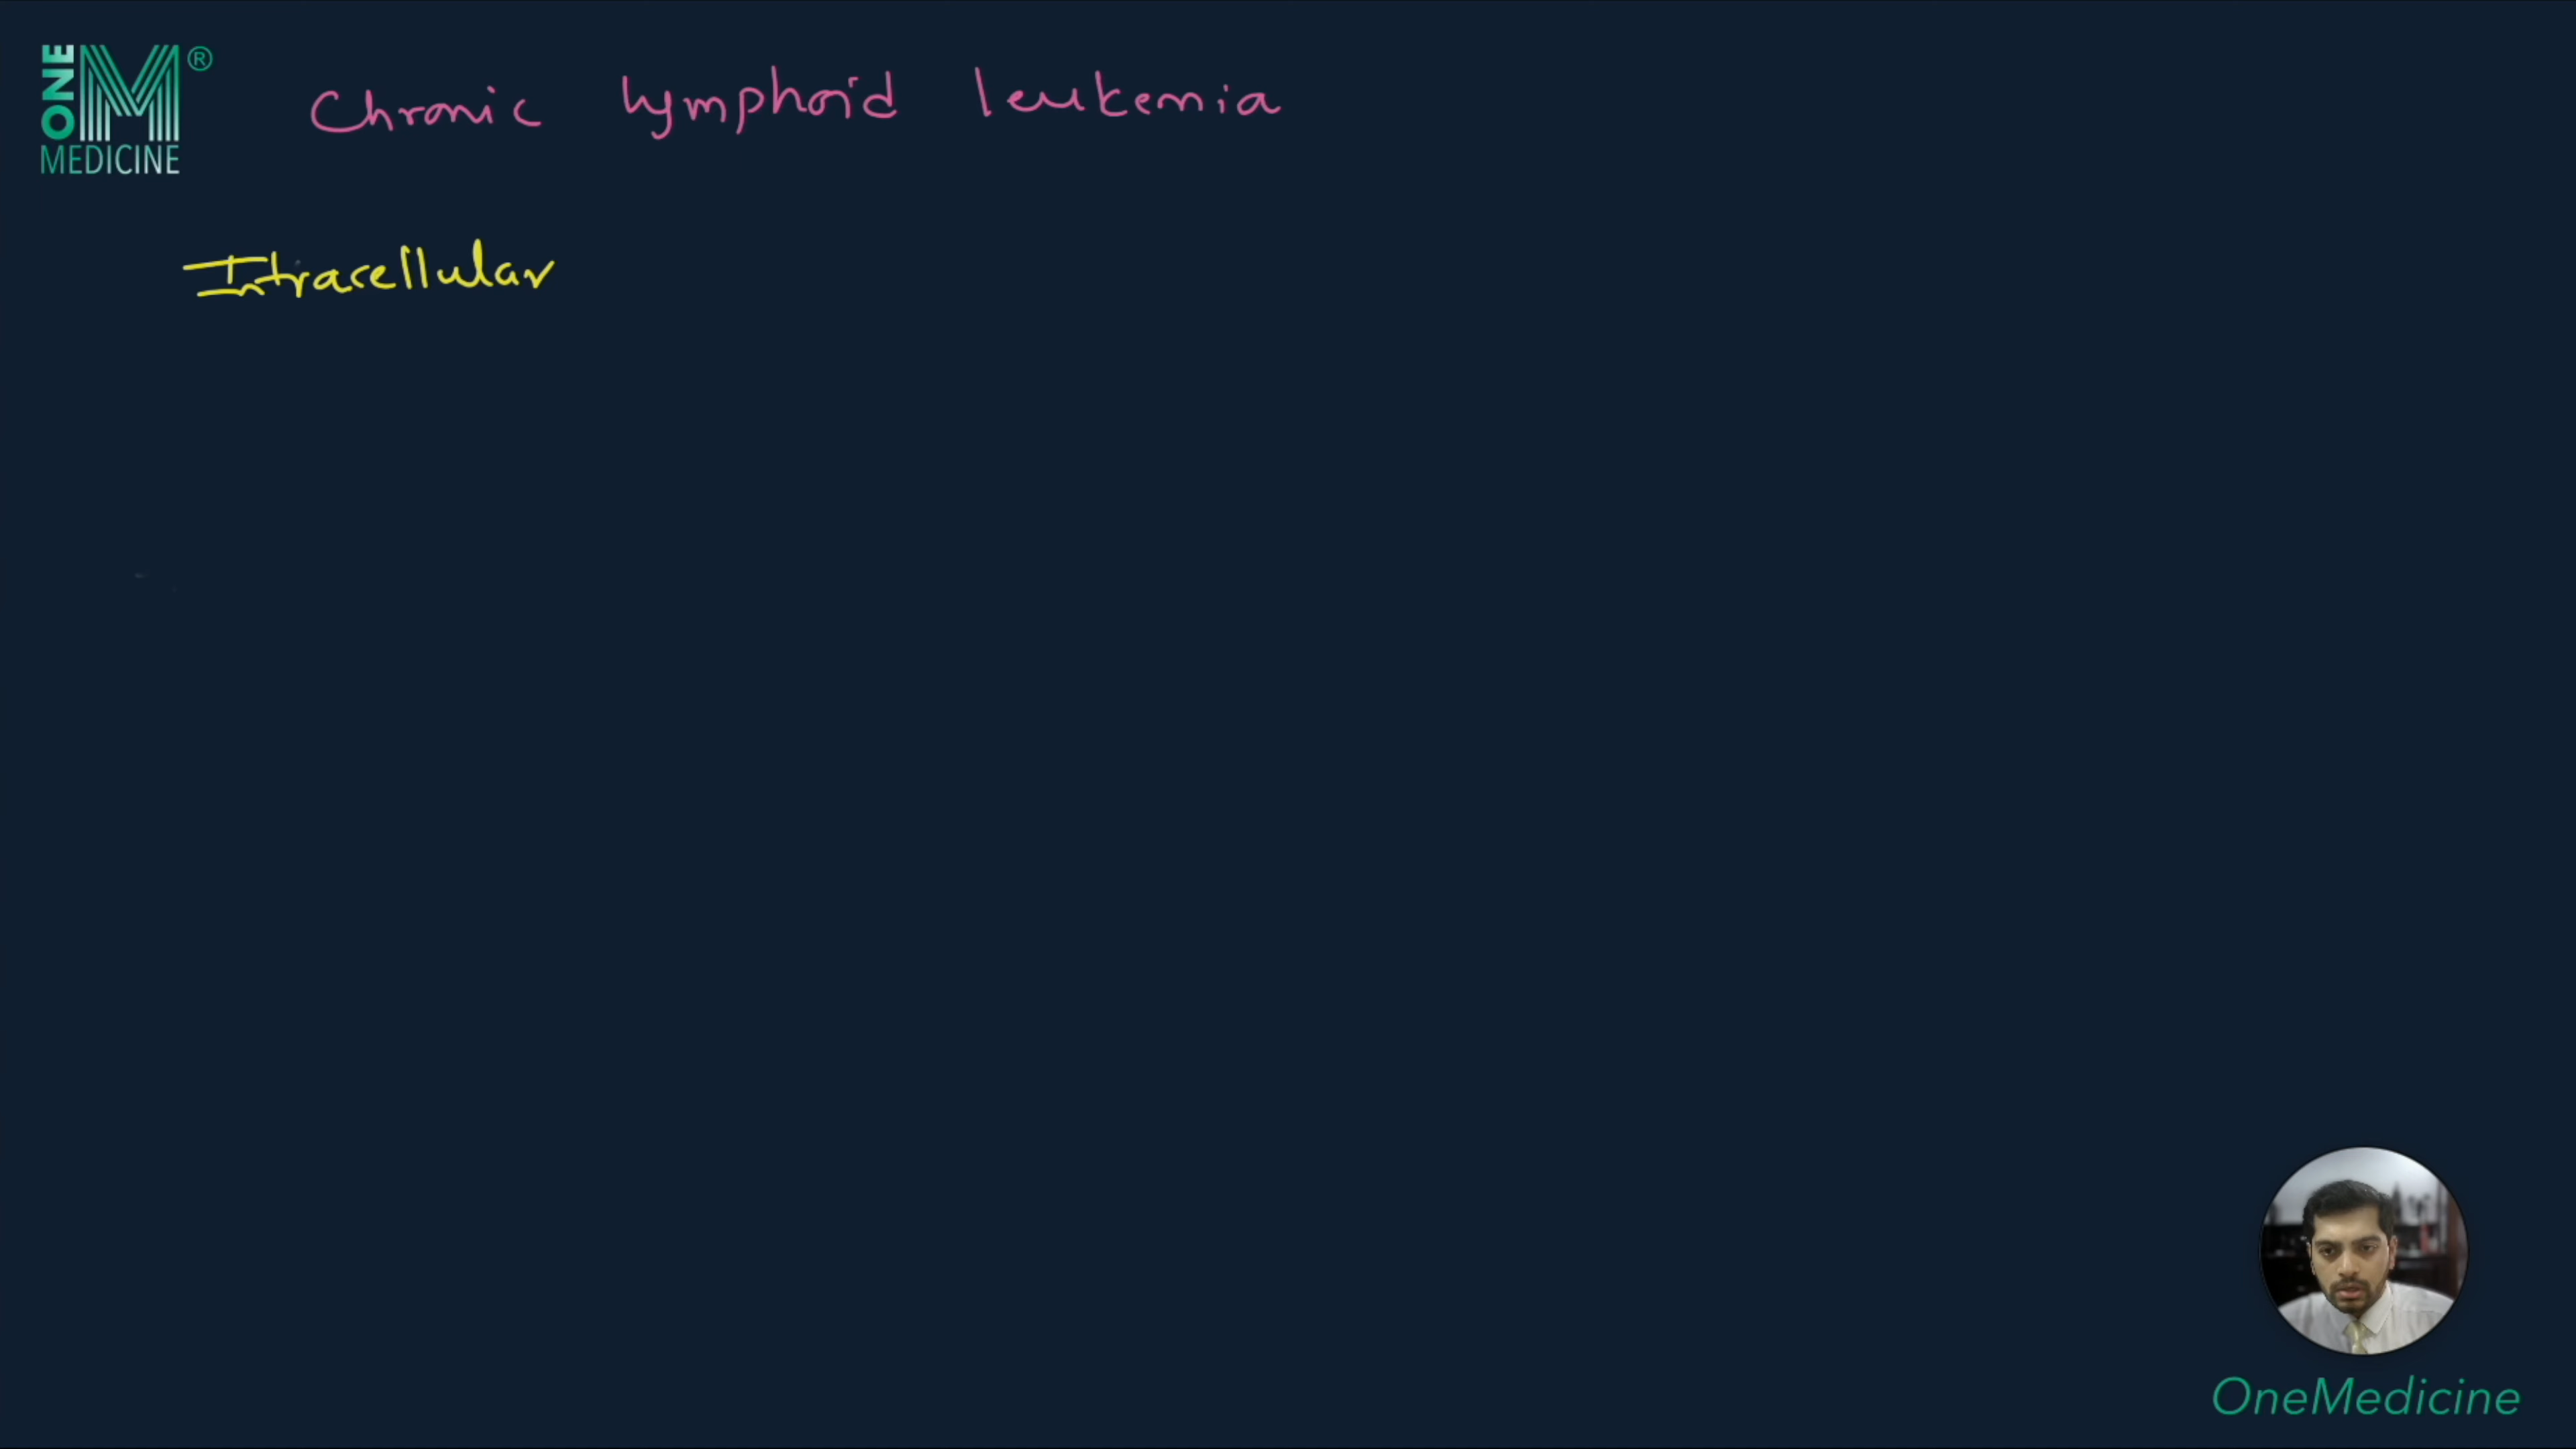 ONE M ®
MEDICINE
Chronic lymphoid leukemia
Intracellular
OneMedicine